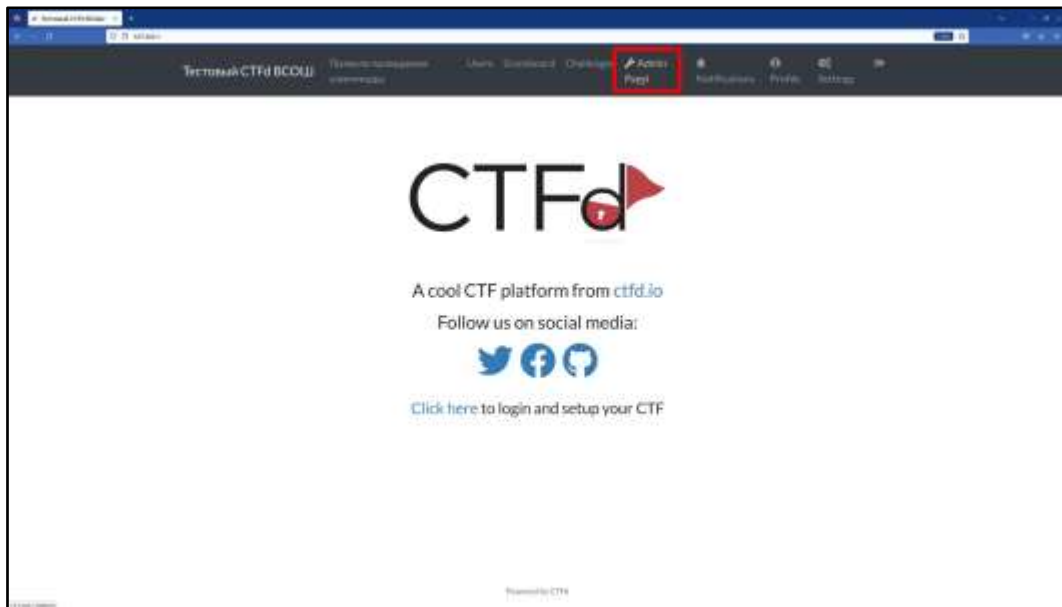 Тестовый CTFd ВСОШ
Users Scoreboard Challenges Admin
Panel
Notifications Profile Settings
CTFd
A cool CTF platform from ctfd.io
Follow us on social media:
Click here to login and setup your CTF
Powered by CTFd